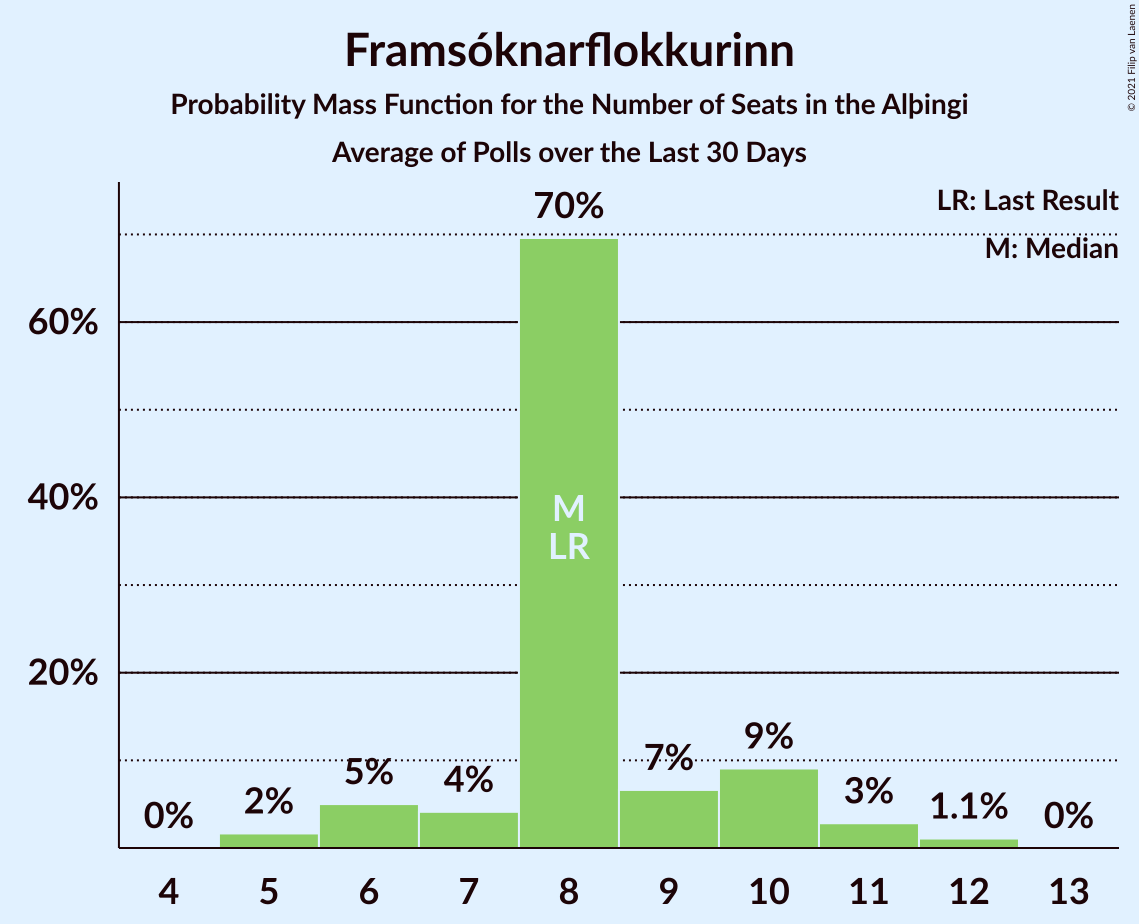 Framsóknarflokkurinn
Probability Mass Function for the Number of Seats in the Alþingi
Average of Polls over the Last 30 Days
© 2021 Filip van Laenen
LR: Last Result
M: Median
60%
40%
20%
0%
2%
5%
4%
70%
7%
9%
3%
1.1%
0%
M
LR
4 5 6 7 8 9 10 11 12 13